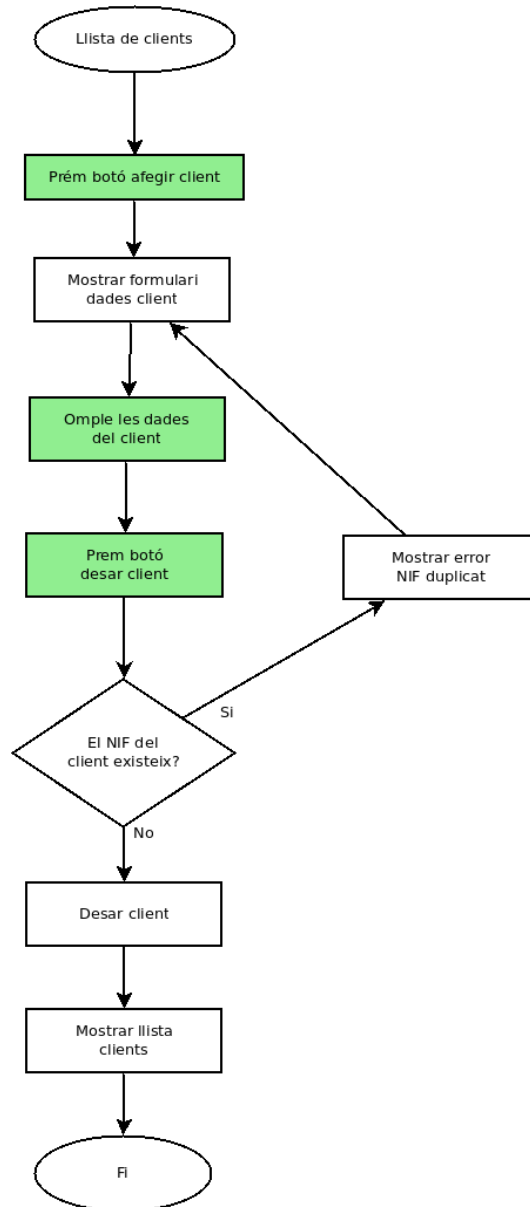 Llista de clients
Prém botó afegir client
Mostrar formulari
dades client
Omple les dades
del client
Prem botó
desar client
Mostrar error
NIF duplicat
Si
El NIF del
client existeix?
No
Desar client
Mostrar llista
clients
Fi